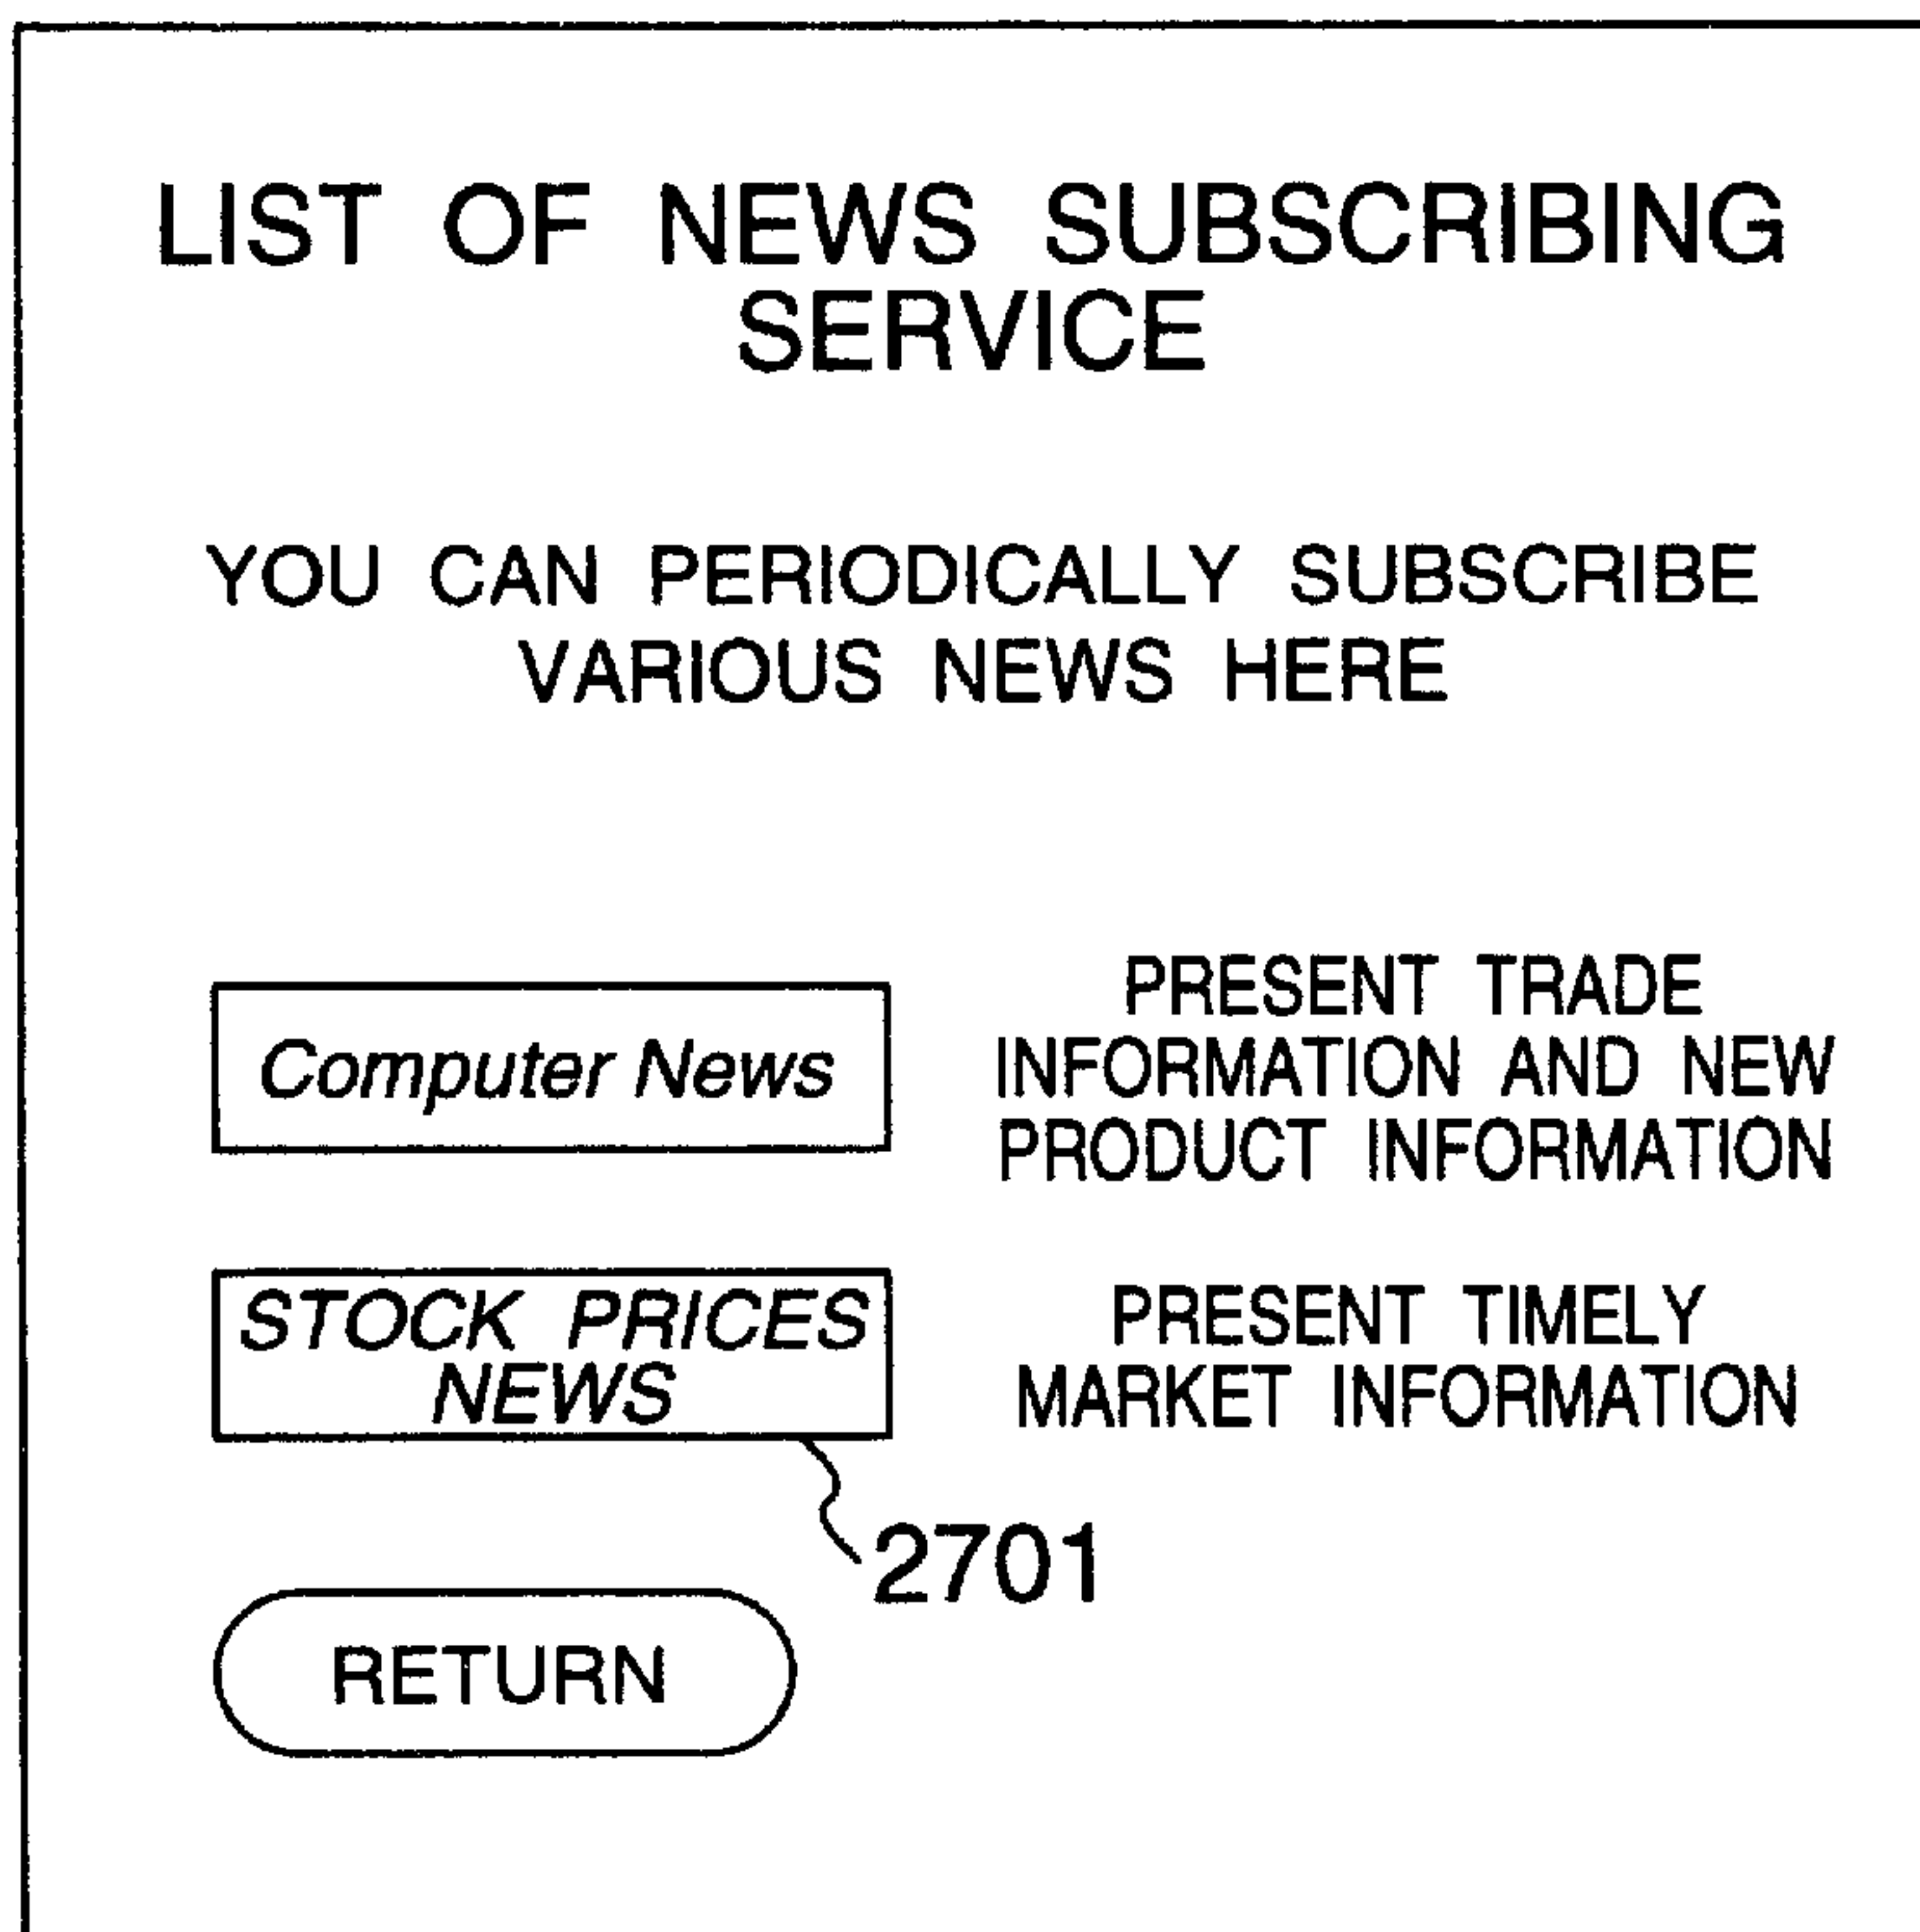 LIST OF NEWS SUBSCRIBING
SERVICE
YOU CAN PERIODICALLY SUBSCRIBE
VARIOUS NEWS HERE
Computer News
PRESENT TRADE
INFORMATION AND NEW
PRODUCT INFORMATION
STOCK PRICES
NEWS
PRESENT TIMELY
MARKET INFORMATION
2701
RETURN